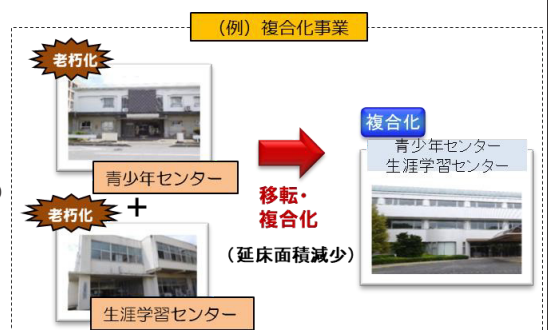 (例)複合化事業
老朽化
青少年センター
+
老朽化
生涯学習センター
移転・
複合化
(延床面積減少)
複合化
青少年センター
生涯学習センター